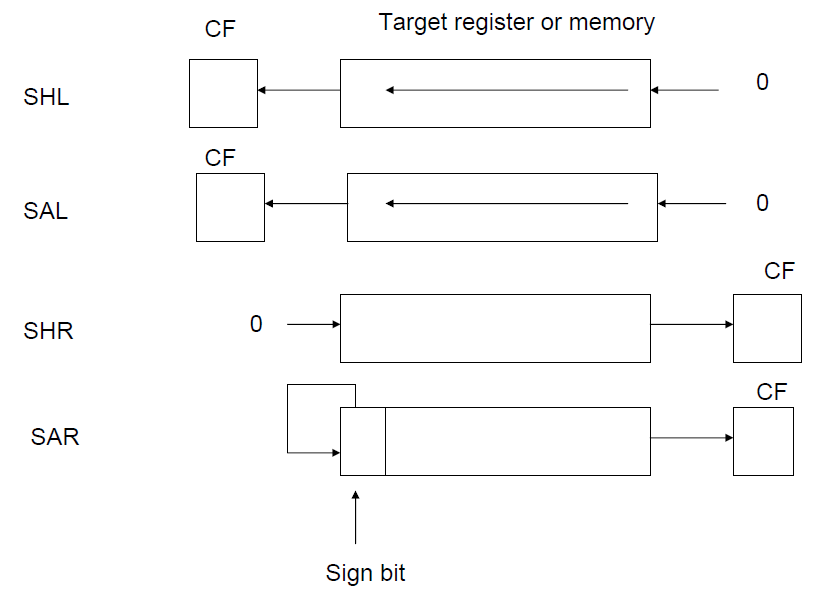 CF
Target register or memory
SHL
0
CF
SAL
0
CF
SHR
0
CF
SAR
Sign bit